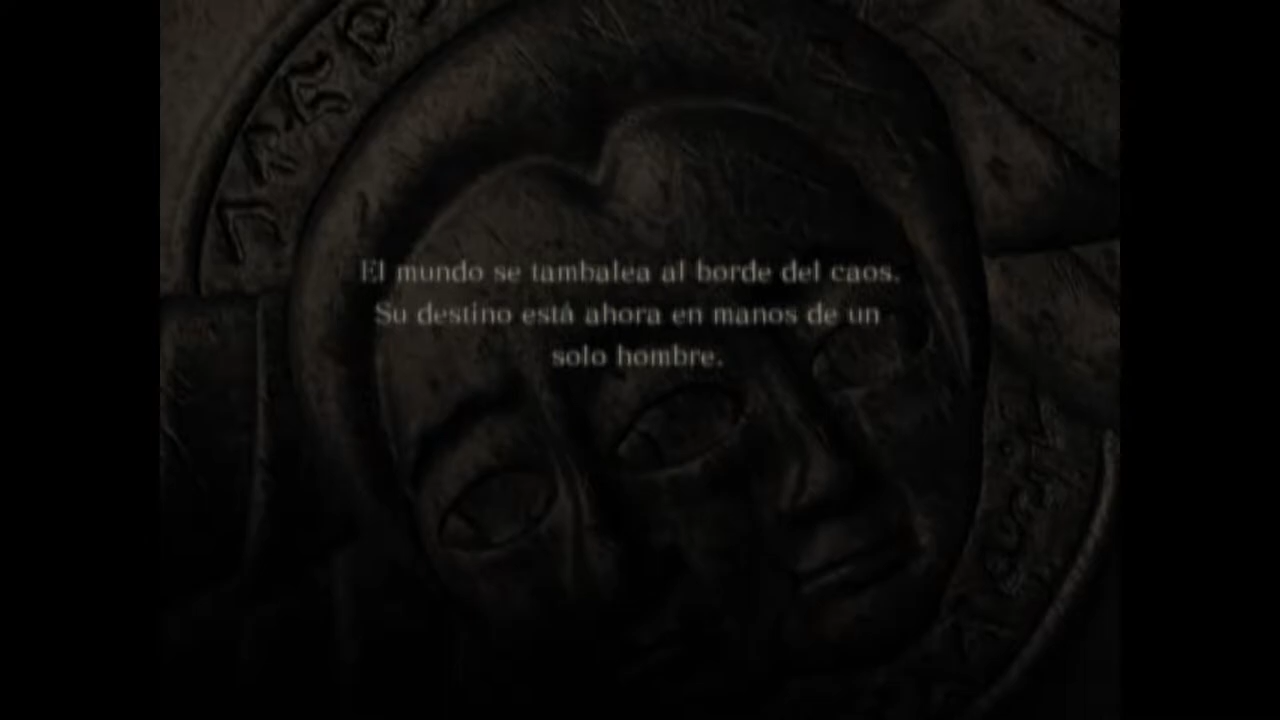 El mundo se tambalea al borde del caos.
Su destino está ahora en manos de un
solo hombre.